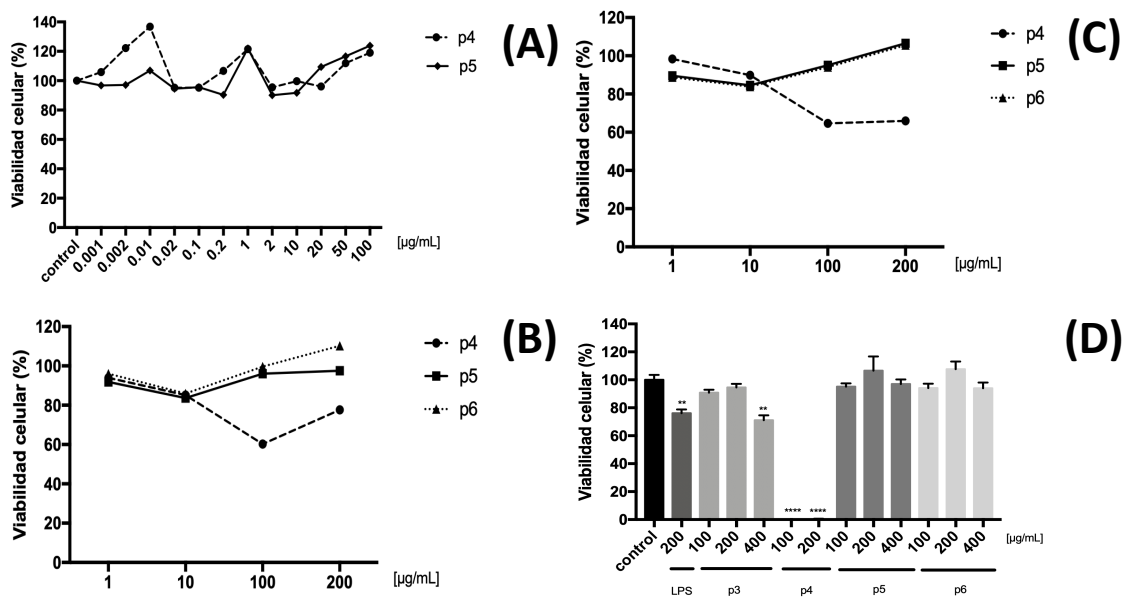 (A)
Viabilidad celular (%)
140
120
100
80
60
40
20
0
control 0.001 0.002 0.01 0.02 0.1 0.2 1 2 10 20 50 100
[µg/mL]
p4
p5
(C)
Viabilidad celular (%)
120
100
80
60
40
20
0
1 10 100 200 [µg/mL]
p4
p5
p6
(B)
Viabilidad celular (%)
120
100
80
60
40
20
0
1 10 100 200 [µg/mL]
p4
p5
p6
(D)
Viabilidad celular (%)
140
120
100
80
60
40
20
0
** ** **** ****
control 200 100 200 400 100 200 100 200 400 100 200 400 [µg/mL]
LPS p3 p4 p5 p6